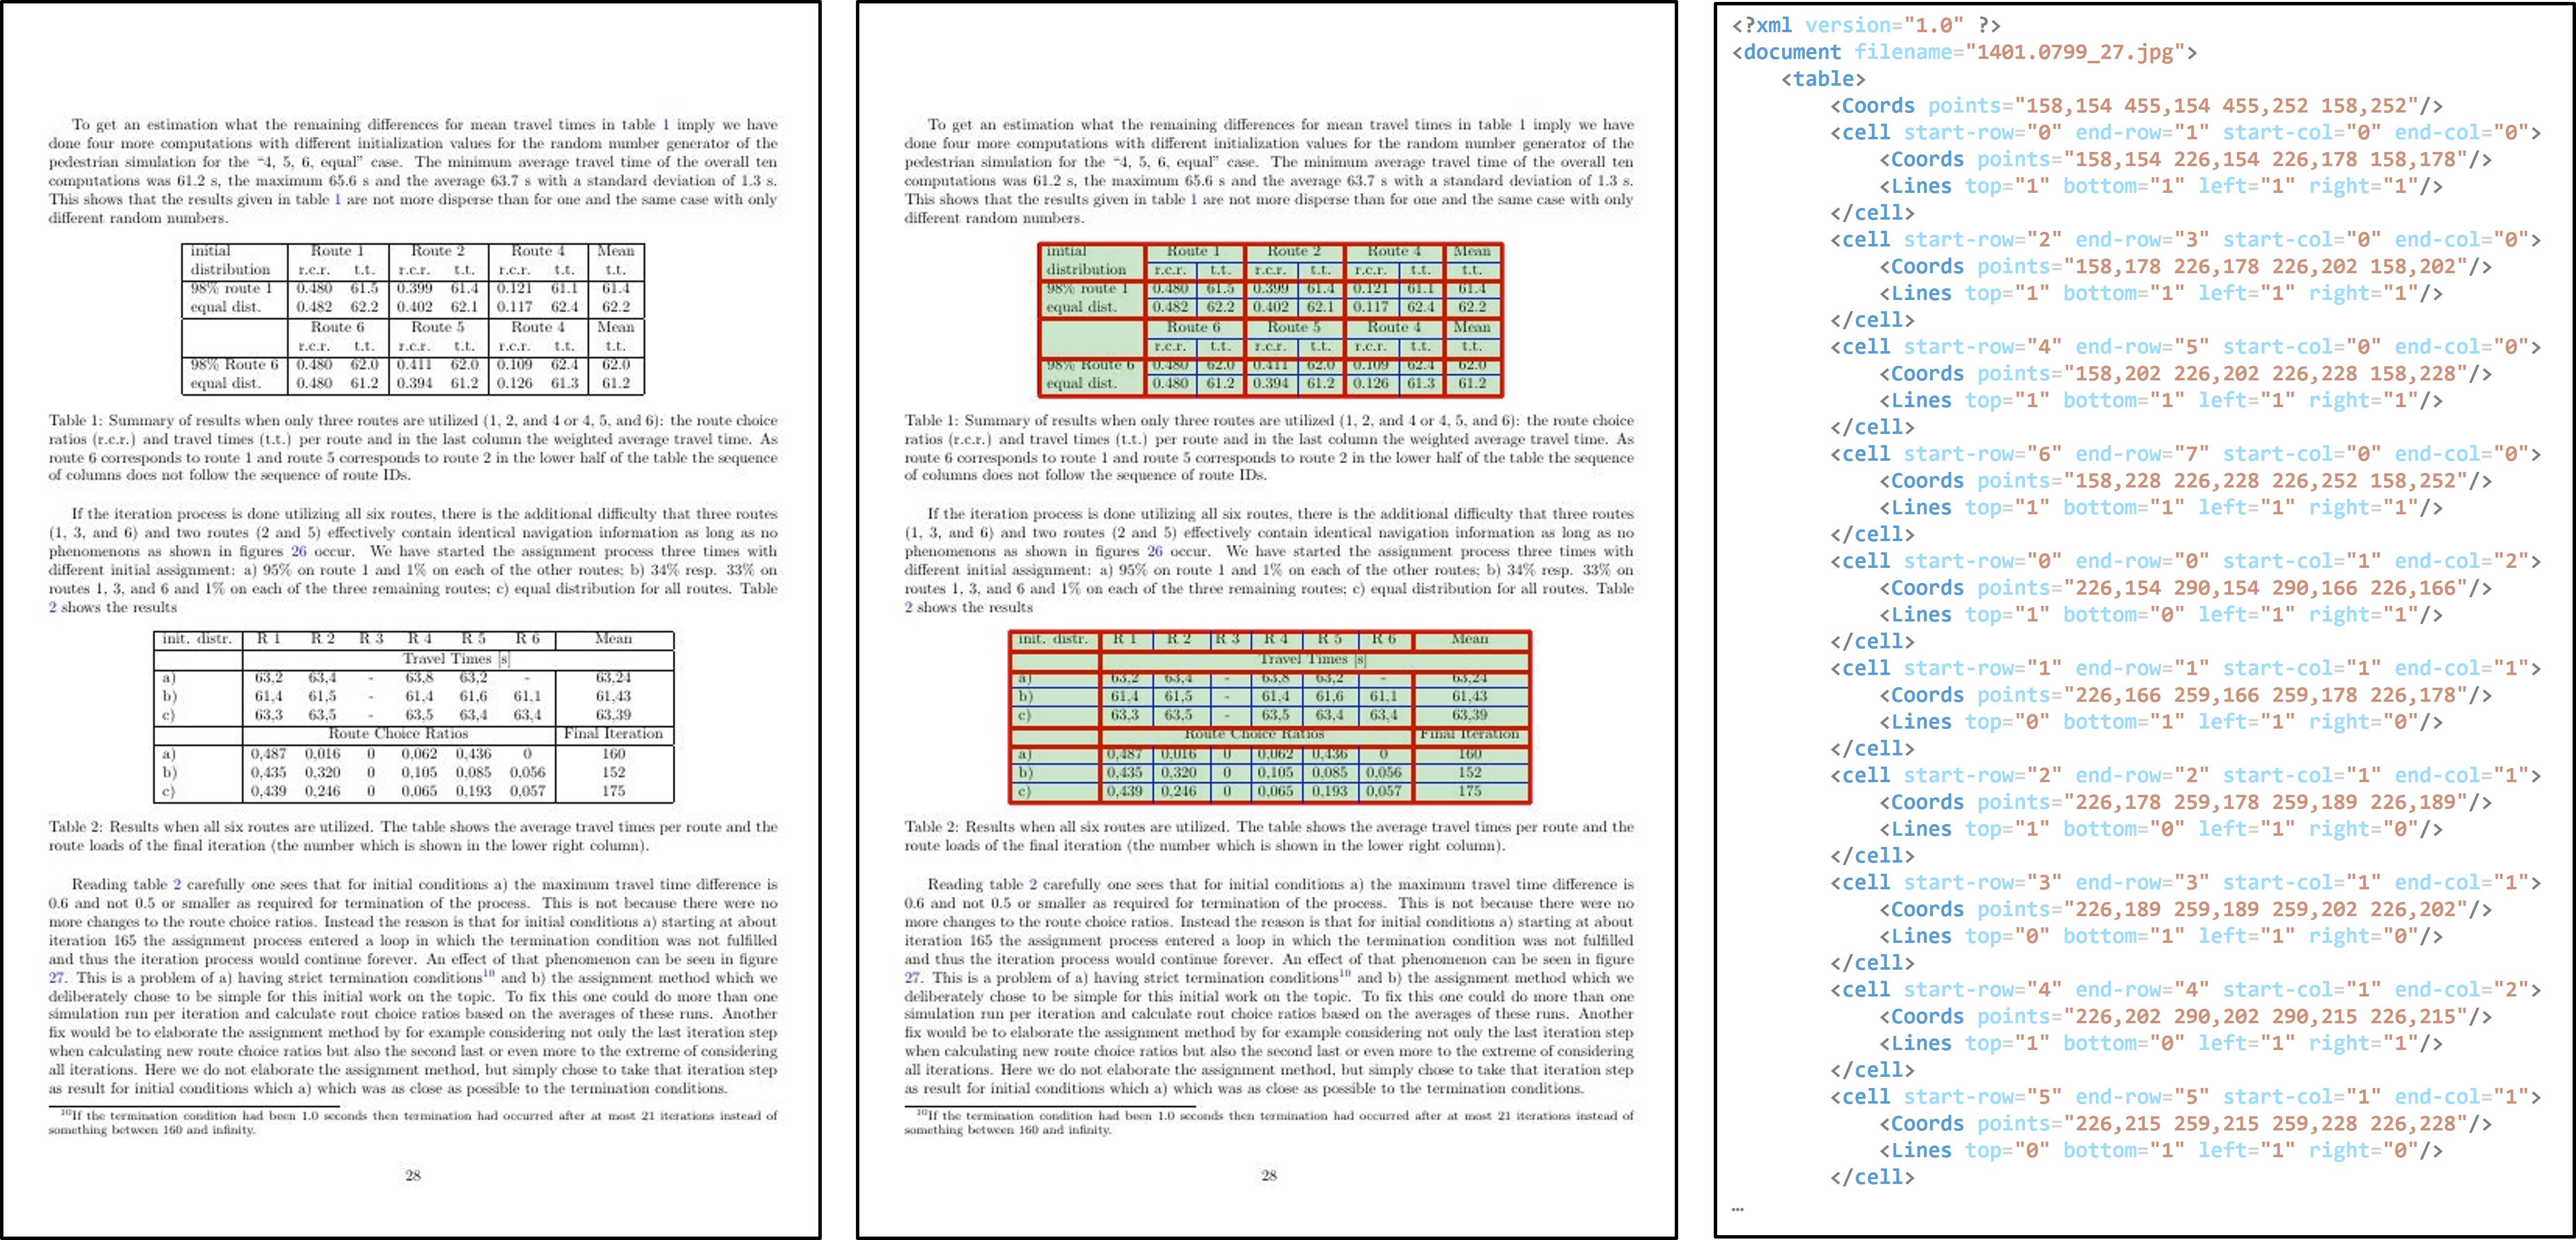 To get an estimation what the remaining differences for mean travel times in table 1 imply we have
done four more computations with different initialization values for the random number generator of the
pedestrian simulation for the “4, 5, 6, equal” case. The minimum average travel time of the overall ten
computations was 61.2 s, the maximum 65.6 s and the average 63.7 s with a standard deviation of 1.3 s.
This shows that the results given in table 1 are not more disperse than for one and the same case with only
different random numbers.
initial Route 1 Route 2 Route 4 Mean
distribution r.c.r. t.t. r.c.r. t.t. r.c.r. t.t. t.t.
98% route 1 0.480 61.5 0.399 61.4 0.121 61.1 61.4
equal dist. 0.482 62.2 0.402 62.1 0.117 62.4 62.2
Route 6 Route 5 Route 4 Mean
r.c.r. t.t. r.c.r. t.t. r.c.r. t.t. t.t.
98% Route 6 0.480 62.0 0.411 62.0 0.109 62.4 62.0
equal dist. 0.480 61.2 0.394 61.2 0.126 61.3 61.2
Table 1: Summary of results when only three routes are utilized (1, 2, and 4 or 4, 5, and 6): the route choice
ratios (r.c.r.) and travel times (t.t.) per route and in the last column the weighted average travel time. As
route 6 corresponds to route 1 and route 5 corresponds to route 2 in the lower half of the table the sequence
of columns does not follow the sequence of route IDs.
If the iteration process is done utilizing all six routes, there is the additional difficulty that three routes
(1, 3, and 6) and two routes (2 and 5) effectively contain identical navigation information as long as no
phenomenons as shown in figures 26 occur. We have started the assignment process three times with
different initial assignment: a) 95% on route 1 and 1% on each of the other routes; b) 34% resp. 33% on
routes 1, 3, and 6 and 1% on each of the three remaining routes; c) equal distribution for all routes. Table
2 shows the results
init. distr. R 1 R 2 R 3 R 4 R 5 R 6 Mean
Travel Times [s]
a) 63,2 63,4 - 63,8 63,2 - 63,24
b) 61,4 61,5 - 61,4 61,6 61,1 61,43
c) 63,3 63,5 - 63,5 63,4 63,4 63,39
Route Choice Ratios Final Iteration
a) 0,487 0,016 0 0,062 0,436 0 160
b) 0,435 0,320 0 0,105 0,085 0,056 152
c) 0,439 0,246 0 0,065 0,193 0,057 175
Table 2: Results when all six routes are utilized. The table shows the average travel times per route and the
route loads of the final iteration (the number which is shown in the lower right column).
Reading table 2 carefully one sees that for initial conditions a) the maximum travel time difference is
0.6 and not 0.5 or smaller as required for termination of the process. This is not because there were no
more changes to the route choice ratios. Instead the reason is that for initial conditions a) starting at about
iteration 165 the assignment process entered a loop in which the termination condition was not fulfilled
and thus the iteration process would continue forever. An effect of that phenomenon can be seen in figure
27. This is a problem of a) having strict termination conditions10 and b) the assignment method which we
deliberately chose to be simple for this initial work on the topic. To fix this one could do more than one
simulation run per iteration and calculate rout choice ratios based on the averages of these runs. Another
fix would be to elaborate the assignment method by for example considering not only the last iteration step
when calculating new route choice ratios but also the second last or even more to the extreme of considering
all iterations. Here we do not elaborate the assignment method, but simply chose to take that iteration step
as result for initial conditions which a) which was as close as possible to the termination conditions.
10If the termination condition had been 1.0 seconds then termination had occurred after at most 21 iterations instead of
something between 160 and infinity.
28
To get an estimation what the remaining differences for mean travel times in table 1 imply we have
done four more computations with different initialization values for the random number generator of the
pedestrian simulation for the “4, 5, 6, equal” case. The minimum average travel time of the overall ten
computations was 61.2 s, the maximum 65.6 s and the average 63.7 s with a standard deviation of 1.3 s.
This shows that the results given in table 1 are not more disperse than for one and the same case with only
different random numbers.
initial Route 1 Route 2 Route 4 Mean
distribution r.c.r. t.t. r.c.r. t.t. r.c.r. t.t. t.t.
98% route 1 0.480 61.5 0.399 61.4 0.121 61.1 61.4
equal dist. 0.482 62.2 0.402 62.1 0.117 62.4 62.2
Route 6 Route 5 Route 4 Mean
r.c.r. t.t. r.c.r. t.t. r.c.r. t.t. t.t.
98% Route 6 0.480 62.0 0.411 62.0 0.109 62.4 62.0
equal dist. 0.480 61.2 0.394 61.2 0.126 61.3 61.2
Table 1: Summary of results when only three routes are utilized (1, 2, and 4 or 4, 5, and 6): the route choice
ratios (r.c.r.) and travel times (t.t.) per route and in the last column the weighted average travel time. As
route 6 corresponds to route 1 and route 5 corresponds to route 2 in the lower half of the table the sequence
of columns does not follow the sequence of route IDs.
If the iteration process is done utilizing all six routes, there is the additional difficulty that three routes
(1, 3, and 6) and two routes (2 and 5) effectively contain identical navigation information as long as no
phenomenons as shown in figures 26 occur. We have started the assignment process three times with
different initial assignment: a) 95% on route 1 and 1% on each of the other routes; b) 34% resp. 33% on
routes 1, 3, and 6 and 1% on each of the three remaining routes; c) equal distribution for all routes. Table
2 shows the results
init. distr. R 1 R 2 R 3 R 4 R 5 R 6 Mean
Travel Times [s]
a) 63,2 63,4 - 63,8 63,2 - 63,24
b) 61,4 61,5 - 61,4 61,6 61,1 61,43
c) 63,3 63,5 - 63,5 63,4 63,4 63,39
Route Choice Ratios Final Iteration
a) 0,487 0,016 0 0,062 0,436 0 160
b) 0,435 0,320 0 0,105 0,085 0,056 152
c) 0,439 0,246 0 0,065 0,193 0,057 175
Table 2: Results when all six routes are utilized. The table shows the average travel times per route and the
route loads of the final iteration (the number which is shown in the lower right column).
Reading table 2 carefully one sees that for initial conditions a) the maximum travel time difference is
0.6 and not 0.5 or smaller as required for termination of the process. This is not because there were no
more changes to the route choice ratios. Instead the reason is that for initial conditions a) starting at about
iteration 165 the assignment process entered a loop in which the termination condition was not fulfilled
and thus the iteration process would continue forever. An effect of that phenomenon can be seen in figure
27. This is a problem of a) having strict termination conditions10 and b) the assignment method which we
deliberately chose to be simple for this initial work on the topic. To fix this one could do more than one
simulation run per iteration and calculate rout choice ratios based on the averages of these runs. Another
fix would be to elaborate the assignment method by for example considering not only the last iteration step
when calculating new route choice ratios but also the second last or even more to the extreme of considering
all iterations. Here we do not elaborate the assignment method, but simply chose to take that iteration step
as result for initial conditions which a) which was as close as possible to the termination conditions.
10If the termination condition had been 1.0 seconds then termination had occurred after at most 21 iterations instead of
something between 160 and infinity.
28
<?xml version="1.0" ?>
<document filename="1401.0799_27.jpg">
<table>
<Coords points="158,154 455,154 455,252 158,252"/>
<cell start-row="0" end-row="1" start-col="0" end-col="0">
<Coords points="158,154 226,154 226,178 158,178"/>
<Lines top="1" bottom="1" left="1" right="1"/>
</cell>
<cell start-row="2" end-row="3" start-col="0" end-col="0">
<Coords points="158,178 226,178 226,202 158,202"/>
<Lines top="1" bottom="1" left="1" right="1"/>
</cell>
<cell start-row="4" end-row="5" start-col="0" end-col="0">
<Coords points="158,202 226,202 226,228 158,228"/>
<Lines top="1" bottom="1" left="1" right="1"/>
</cell>
<cell start-row="6" end-row="7" start-col="0" end-col="0">
<Coords points="158,228 226,228 226,252 158,252"/>
<Lines top="1" bottom="1" left="1" right="1"/>
</cell>
<cell start-row="0" end-row="0" start-col="1" end-col="2">
<Coords points="226,154 290,154 290,166 226,166"/>
<Lines top="1" bottom="0" left="1" right="1"/>
</cell>
<cell start-row="1" end-row="1" start-col="1" end-col="1">
<Coords points="226,166 259,166 259,178 226,178"/>
<Lines top="0" bottom="1" left="1" right="0"/>
</cell>
<cell start-row="2" end-row="2" start-col="1" end-col="1">
<Coords points="226,178 259,178 259,189 226,189"/>
<Lines top="1" bottom="0" left="1" right="0"/>
</cell>
<cell start-row="3" end-row="3" start-col="1" end-col="1">
<Coords points="226,189 259,189 259,202 226,202"/>
<Lines top="0" bottom="1" left="1" right="0"/>
</cell>
<cell start-row="4" end-row="4" start-col="1" end-col="2">
<Coords points="226,202 290,202 290,215 226,215"/>
<Lines top="1" bottom="0" left="1" right="1"/>
</cell>
<cell start-row="5" end-row="5" start-col="1" end-col="1">
<Coords points="226,215 259,215 259,228 226,228"/>
<Lines top="0" bottom="1" left="1" right="0"/>
</cell>
…